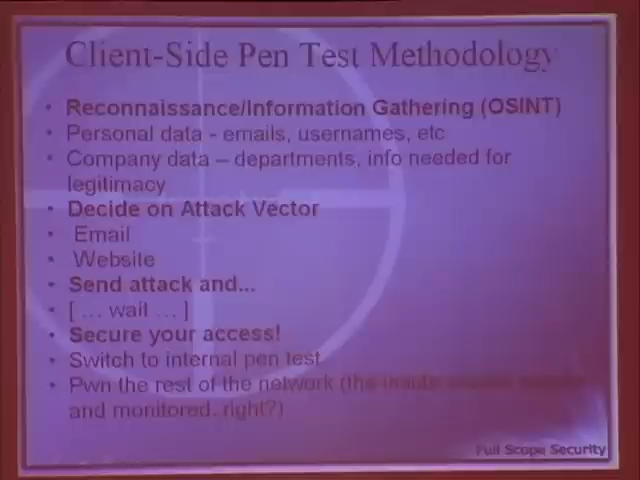 Client-Side Pen Test Methodology
• Reconnaissance/Information Gathering (OSINT)
• Personal data - emails, usernames, etc
• Company data – departments, info needed for
legitimacy
• Decide on Attack Vector
• Email
• Website
• Send attack and...
• [ ... wait ... ]
• Secure your access!
• Switch to internal pen test
• Pwn the rest of the network (the
and monitored, right?)
Full Scope Security